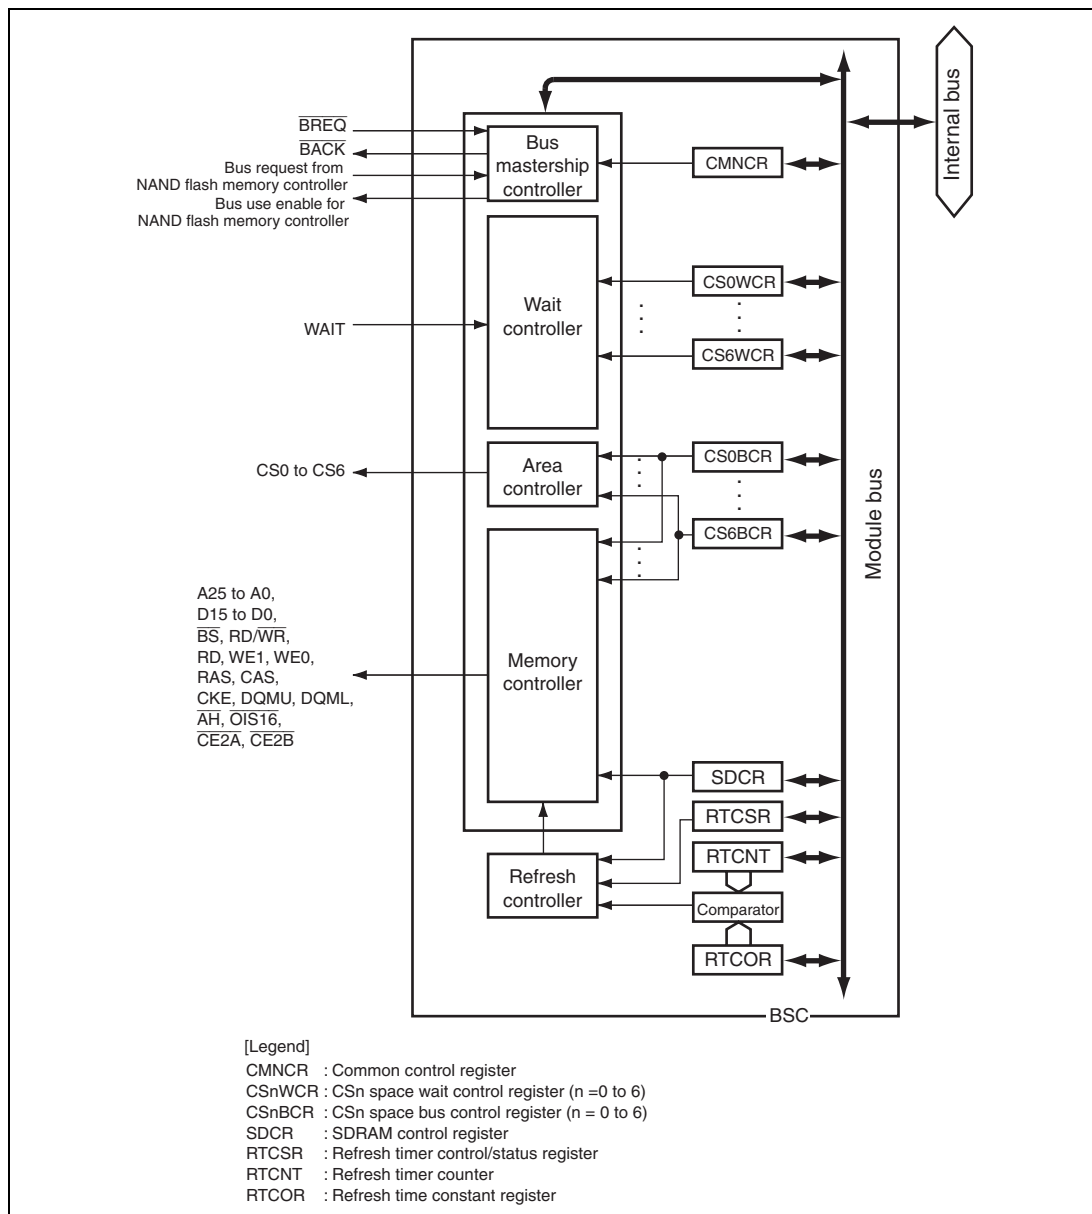 Internal bus
BREQ
BACK
Bus request from
NAND flash memory controller
Bus use enable for
NAND flash memory controller
Bus
mastership
controller
CMNCR
Wait
controller
WAIT
CS0WCR
CS6WCR
CS0 to CS6
Area
controller
CS0BCR
CS6BCR
Module bus
A25 to A0,
D15 to D0,
BS, RD/WR,
RD, WE1, WE0,
RAS, CAS,
CKE, DQMU, DQML,
AH, OIS16,
CE2A, CE2B
Memory
controller
SDCR
RTCSR
RTCNT
Refresh
controller
Comparator
RTCOR
BSC
[Legend]
CMNCR : Common control register
CSnWCR : CSn space wait control register (n =0 to 6)
CSnBCR : CSn space bus control register (n = 0 to 6)
SDCR : SDRAM control register
RTCSR : Refresh timer control/status register
RTCNT : Refresh timer counter
RTCOR : Refresh time constant register